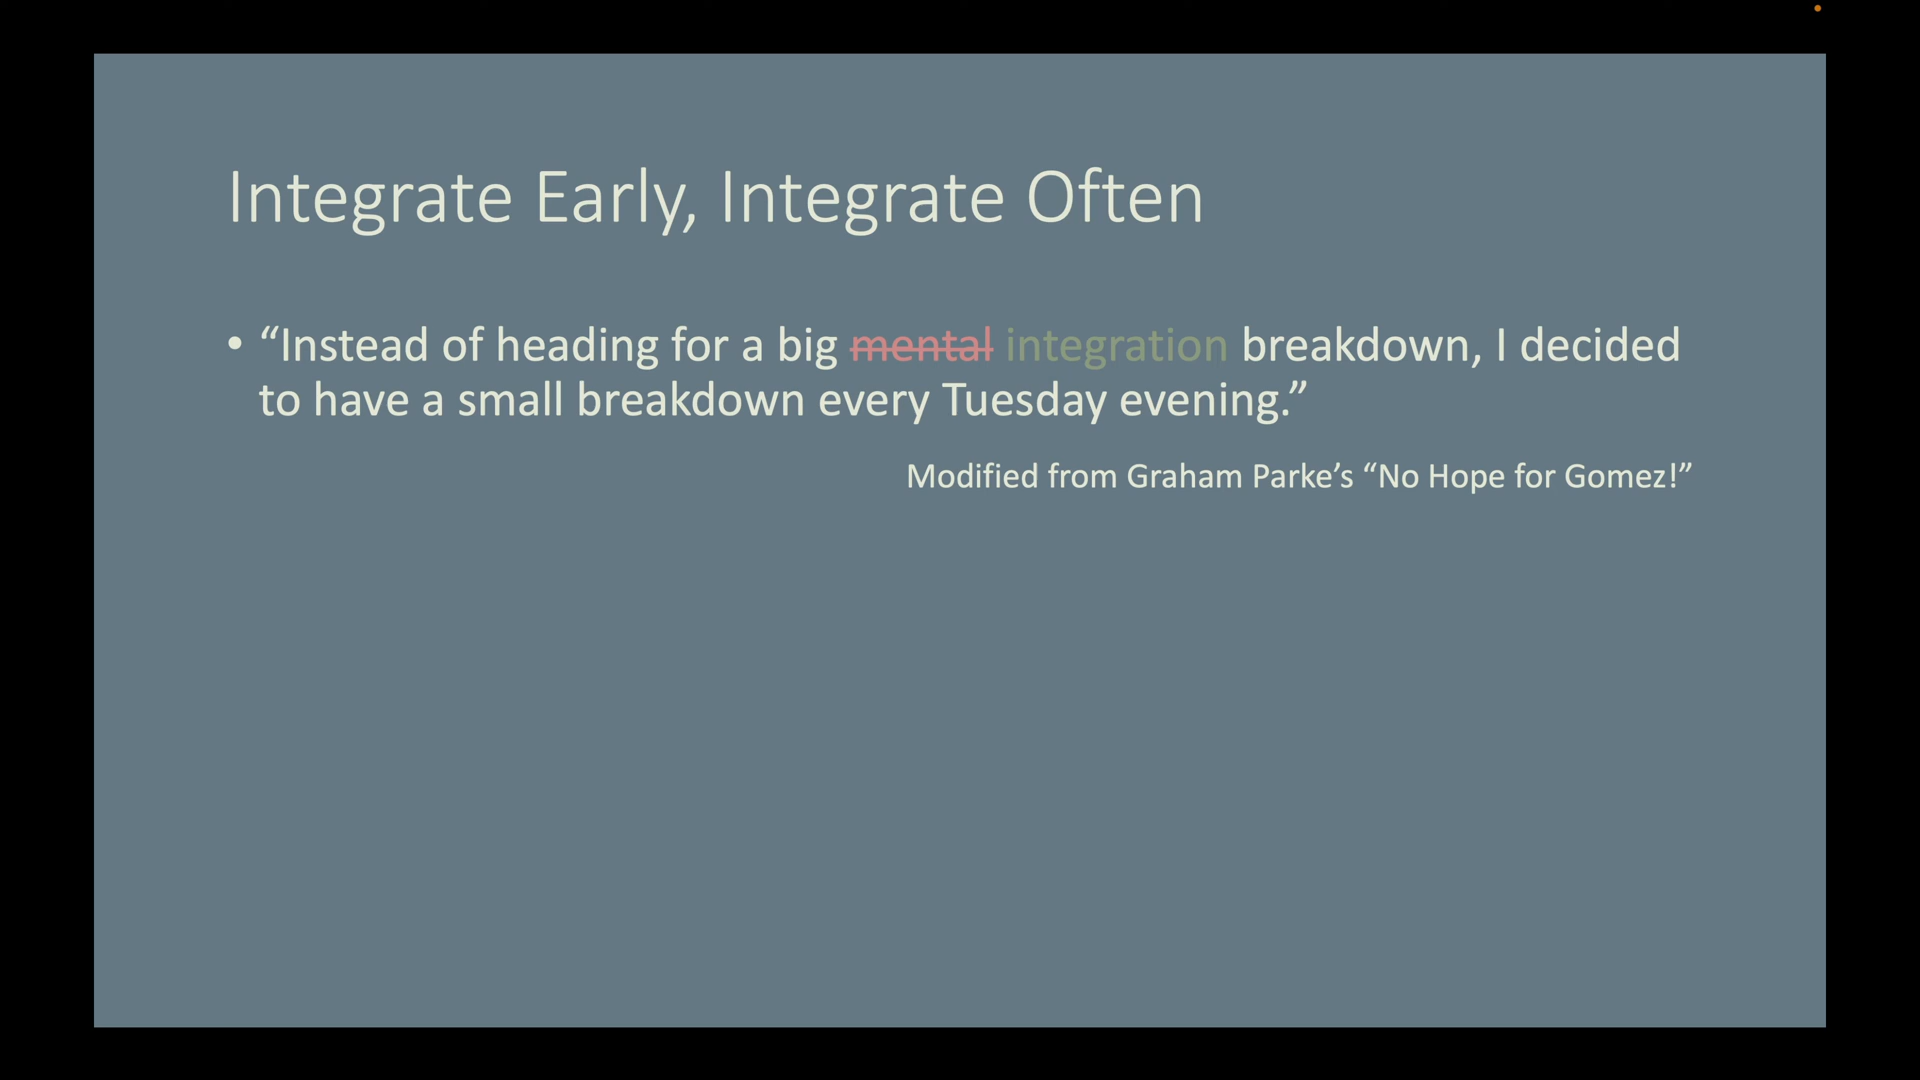 Integrate Early, Integrate Often
• “Instead of heading for a big mental integration breakdown, I decided
to have a small breakdown every Tuesday evening.”
Modified from Graham Parke’s “No Hope for Gomez!”